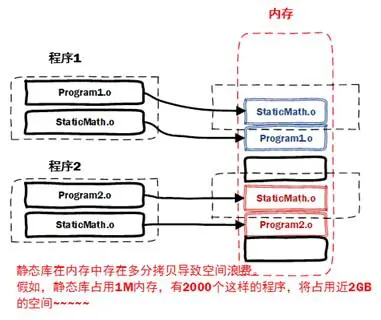 内存
程序1
Program1.o
StaticMath.o
StaticMath.o
Program1.o
程序2
Program2.o
StaticMath.o
StaticMath.o
Program2.o
静态库在内存中存在多分拷贝导致空间浪费。
假如，静态库占用1M内存，有2000个这样的程序，将占用近2GB
的空间~~~~~